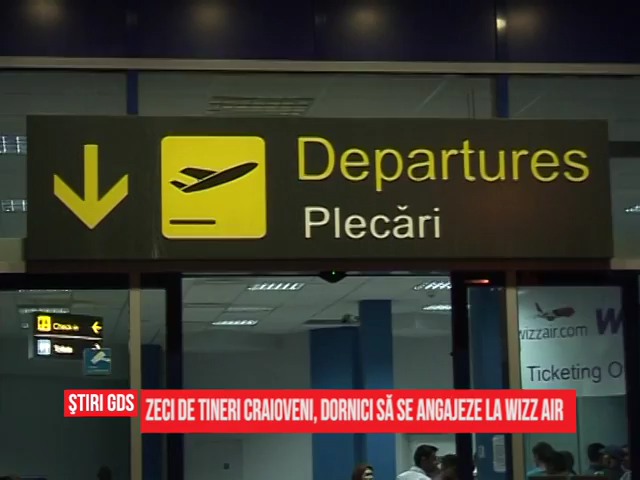 Departures
Plecări
Check-in
wizzair.com W
Ticketing O
ŞTIRI GDS ZECI DE TINERI CRAIOVENI, DORNICI SĂ SE ANGAJEZE LA WIZZ AIR